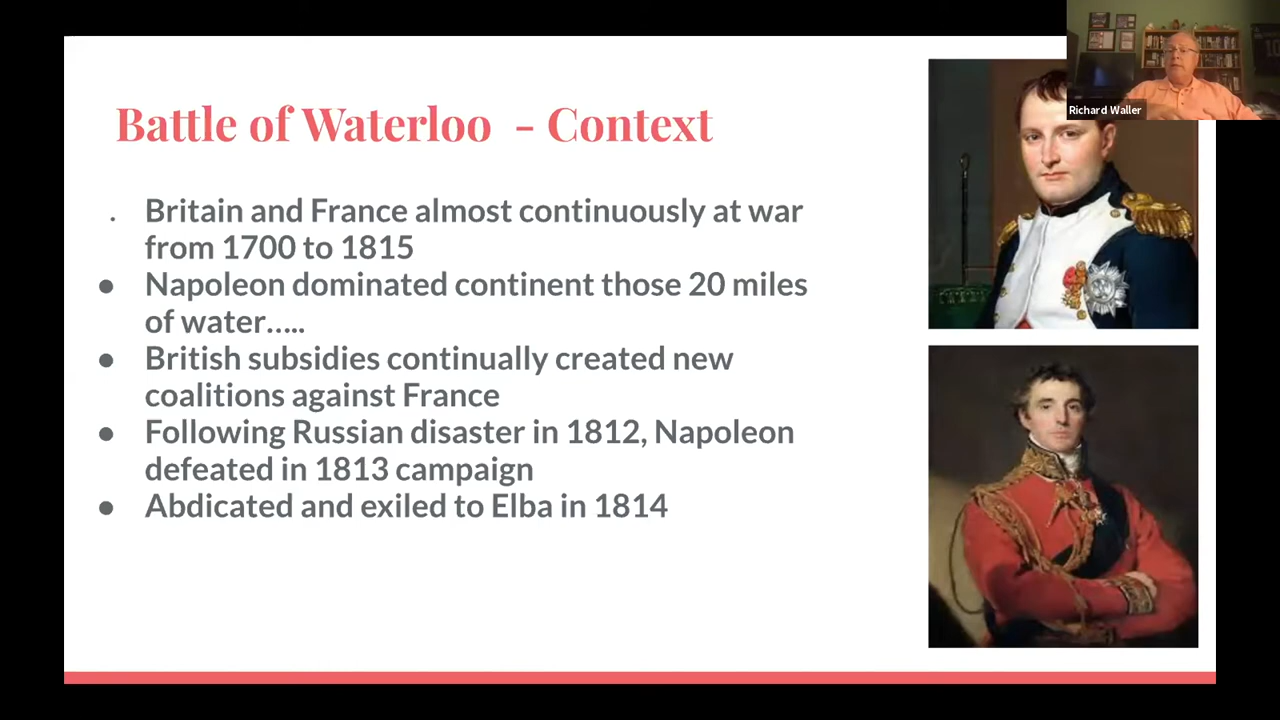 Battle of Waterloo - Context
. Britain and France almost continuously at war
from 1700 to 1815
● Napoleon dominated continent those 20 miles
of water.....
● British subsidies continually created new
coalitions against France
● Following Russian disaster in 1812, Napoleon
defeated in 1813 campaign
● Abdicated and exiled to Elba in 1814
Richard Waller